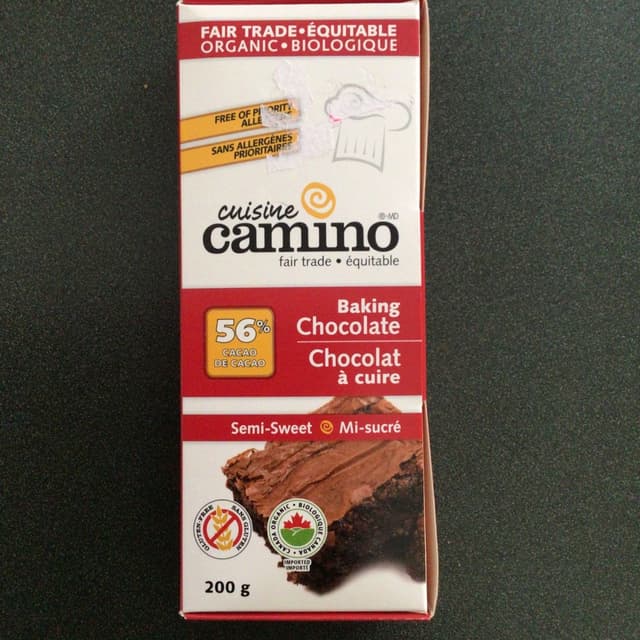 FAIR TRADE•ÉQUITABLE
ORGANIC•BIOLOGIQUE
FREE OF PRIORITY
SANS ALLERGÈNES
PRIORITAIRES
cuisine
camino ®•MD
fair trade • équitable
56%
CACAO
DE CACAO
Baking
Chocolate
Chocolat
à cuire
Semi-Sweet Mi-sucré
GLUTEN-FREE SANS GLUTEN
CANADA ORGANIC • BIOLOGIQUE CANADA •
IMPORTED
IMPORTÉ
200 g